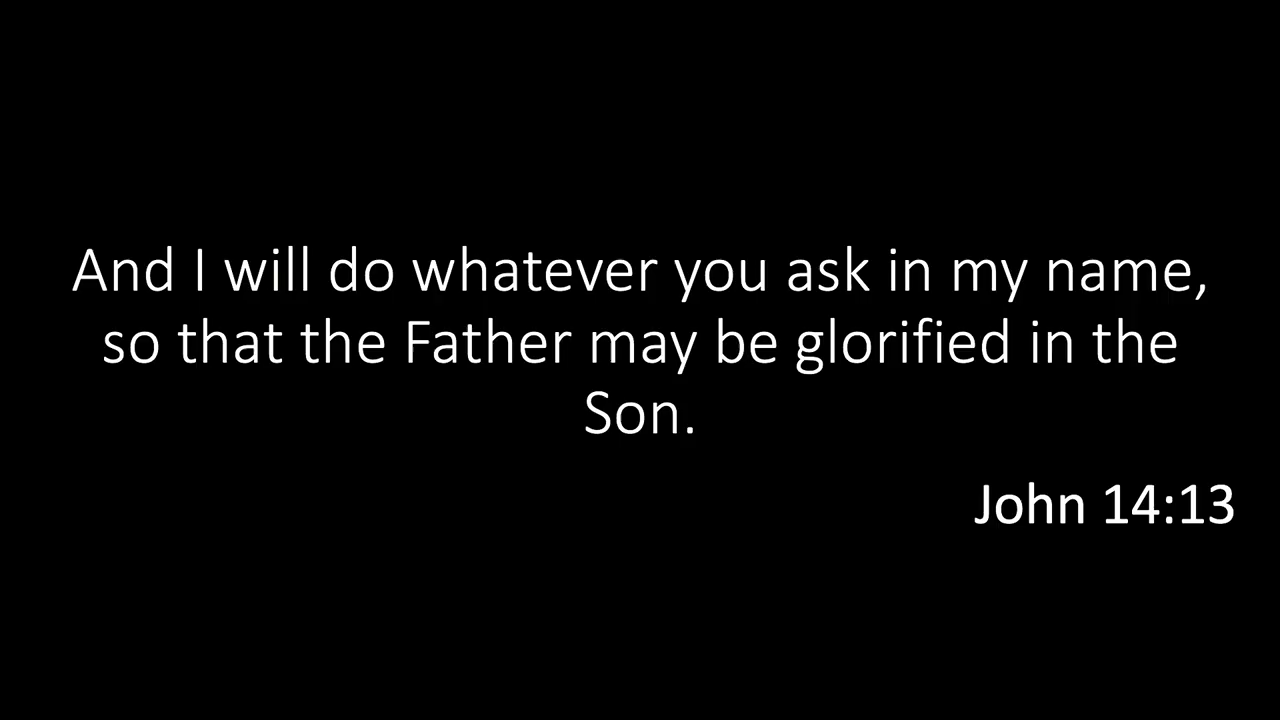 And I will do whatever you ask in my name,
so that the Father may be glorified in the
Son.
John 14:13